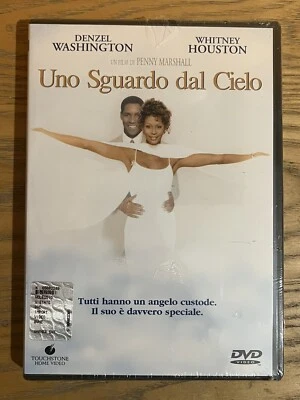 DENZEL
WASHINGTON
WHITNEY
HOUSTON
UN FILM DI PENNY MARSHALL
Uno Sguardo dal Cielo
Tutti hanno un angelo custode.
Il suo è davvero speciale.
TOUCHSTONE
HOME VIDEO
DVD
VIDEO